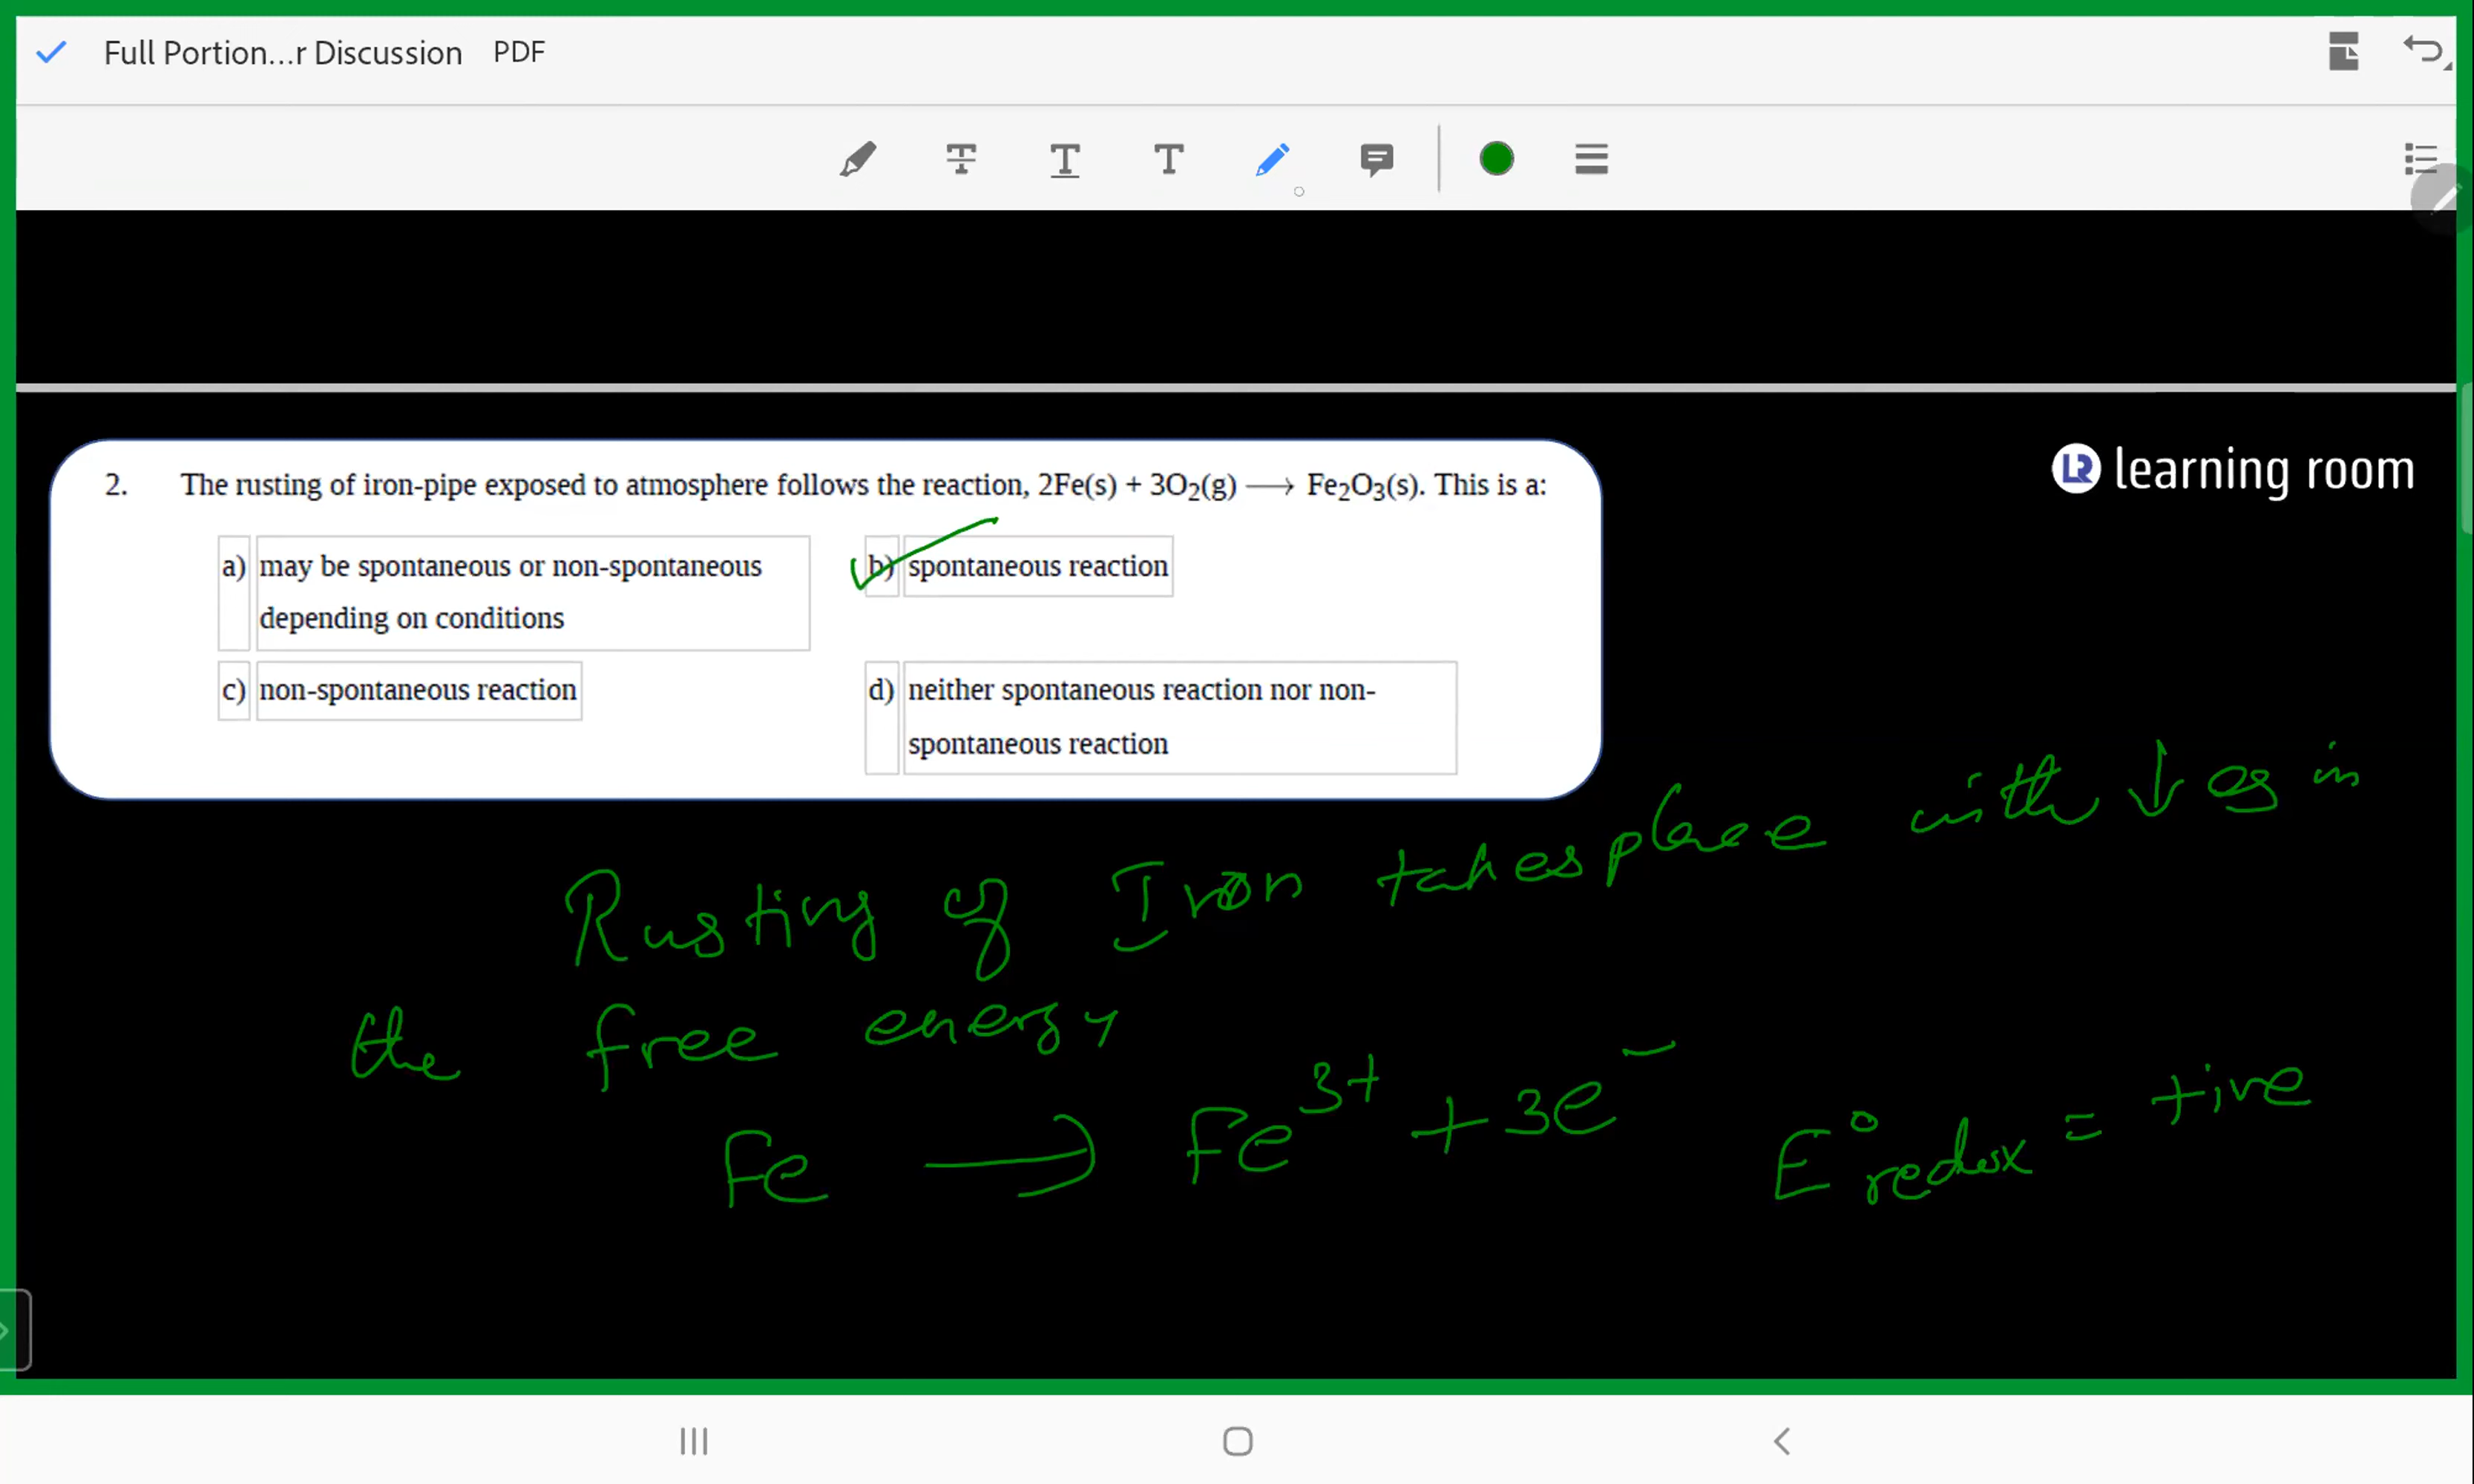 Full Portion...r Discussion PDF
learning room
2. The rusting of iron-pipe exposed to atmosphere follows the reaction, 2Fe(s) + 3O₂(g) ⟶ Fe₂O₃(s). This is a:
a) may be spontaneous or non-spontaneous
depending on conditions
b) spontaneous reaction
c) non-spontaneous reaction
d) neither spontaneous reaction nor non-
spontaneous reaction
Rusting of Iron takes place with ↓ es in
the free energy
Fe ⟶ Fe³⁺ + 3e⁻ E°redox = +ive